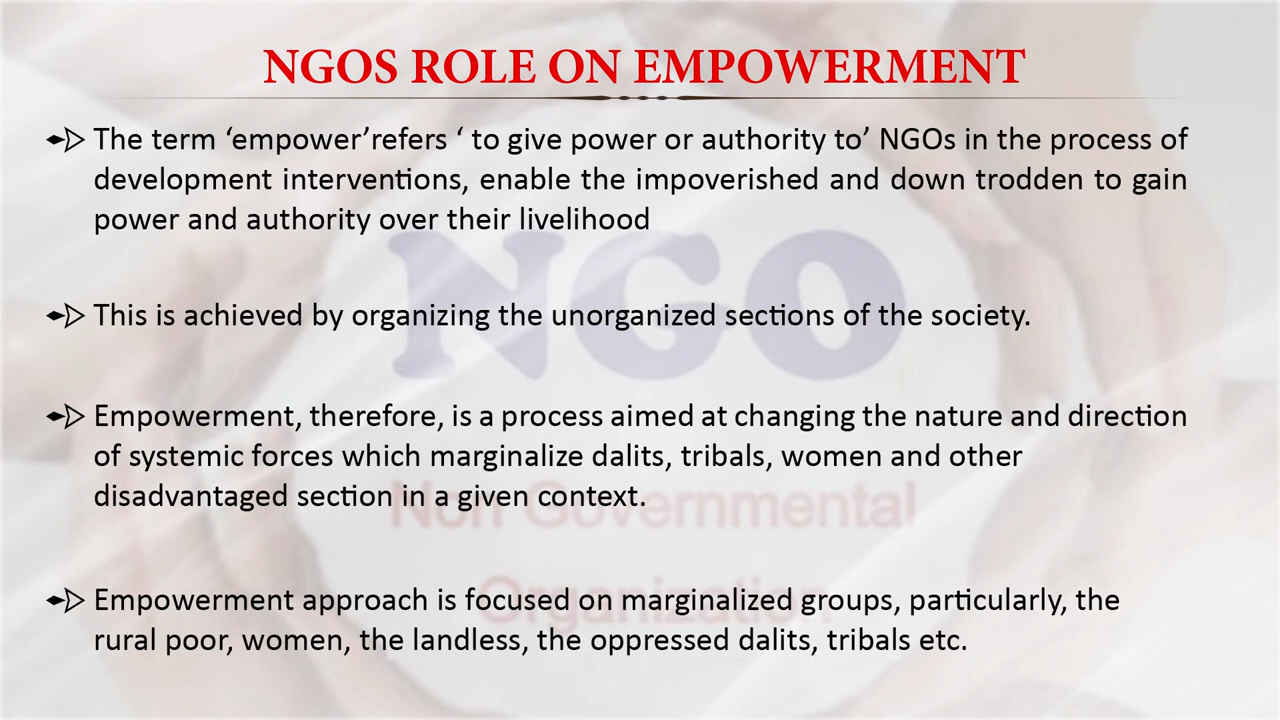 NGOS ROLE ON EMPOWERMENT
The term ‘empower’refers ‘ to give power or authority to’ NGOs in the process of
development interventions, enable the impoverished and down trodden to gain
power and authority over their livelihood
NGO
This is achieved by organizing the unorganized sections of the society.
Empowerment, therefore, is a process aimed at changing the nature and direction
of systemic forces which marginalize dalits, tribals, women and other
disadvantaged section in a given context.
Non Governmental
Organization
Empowerment approach is focused on marginalized groups, particularly, the
rural poor, women, the landless, the oppressed dalits, tribals etc.